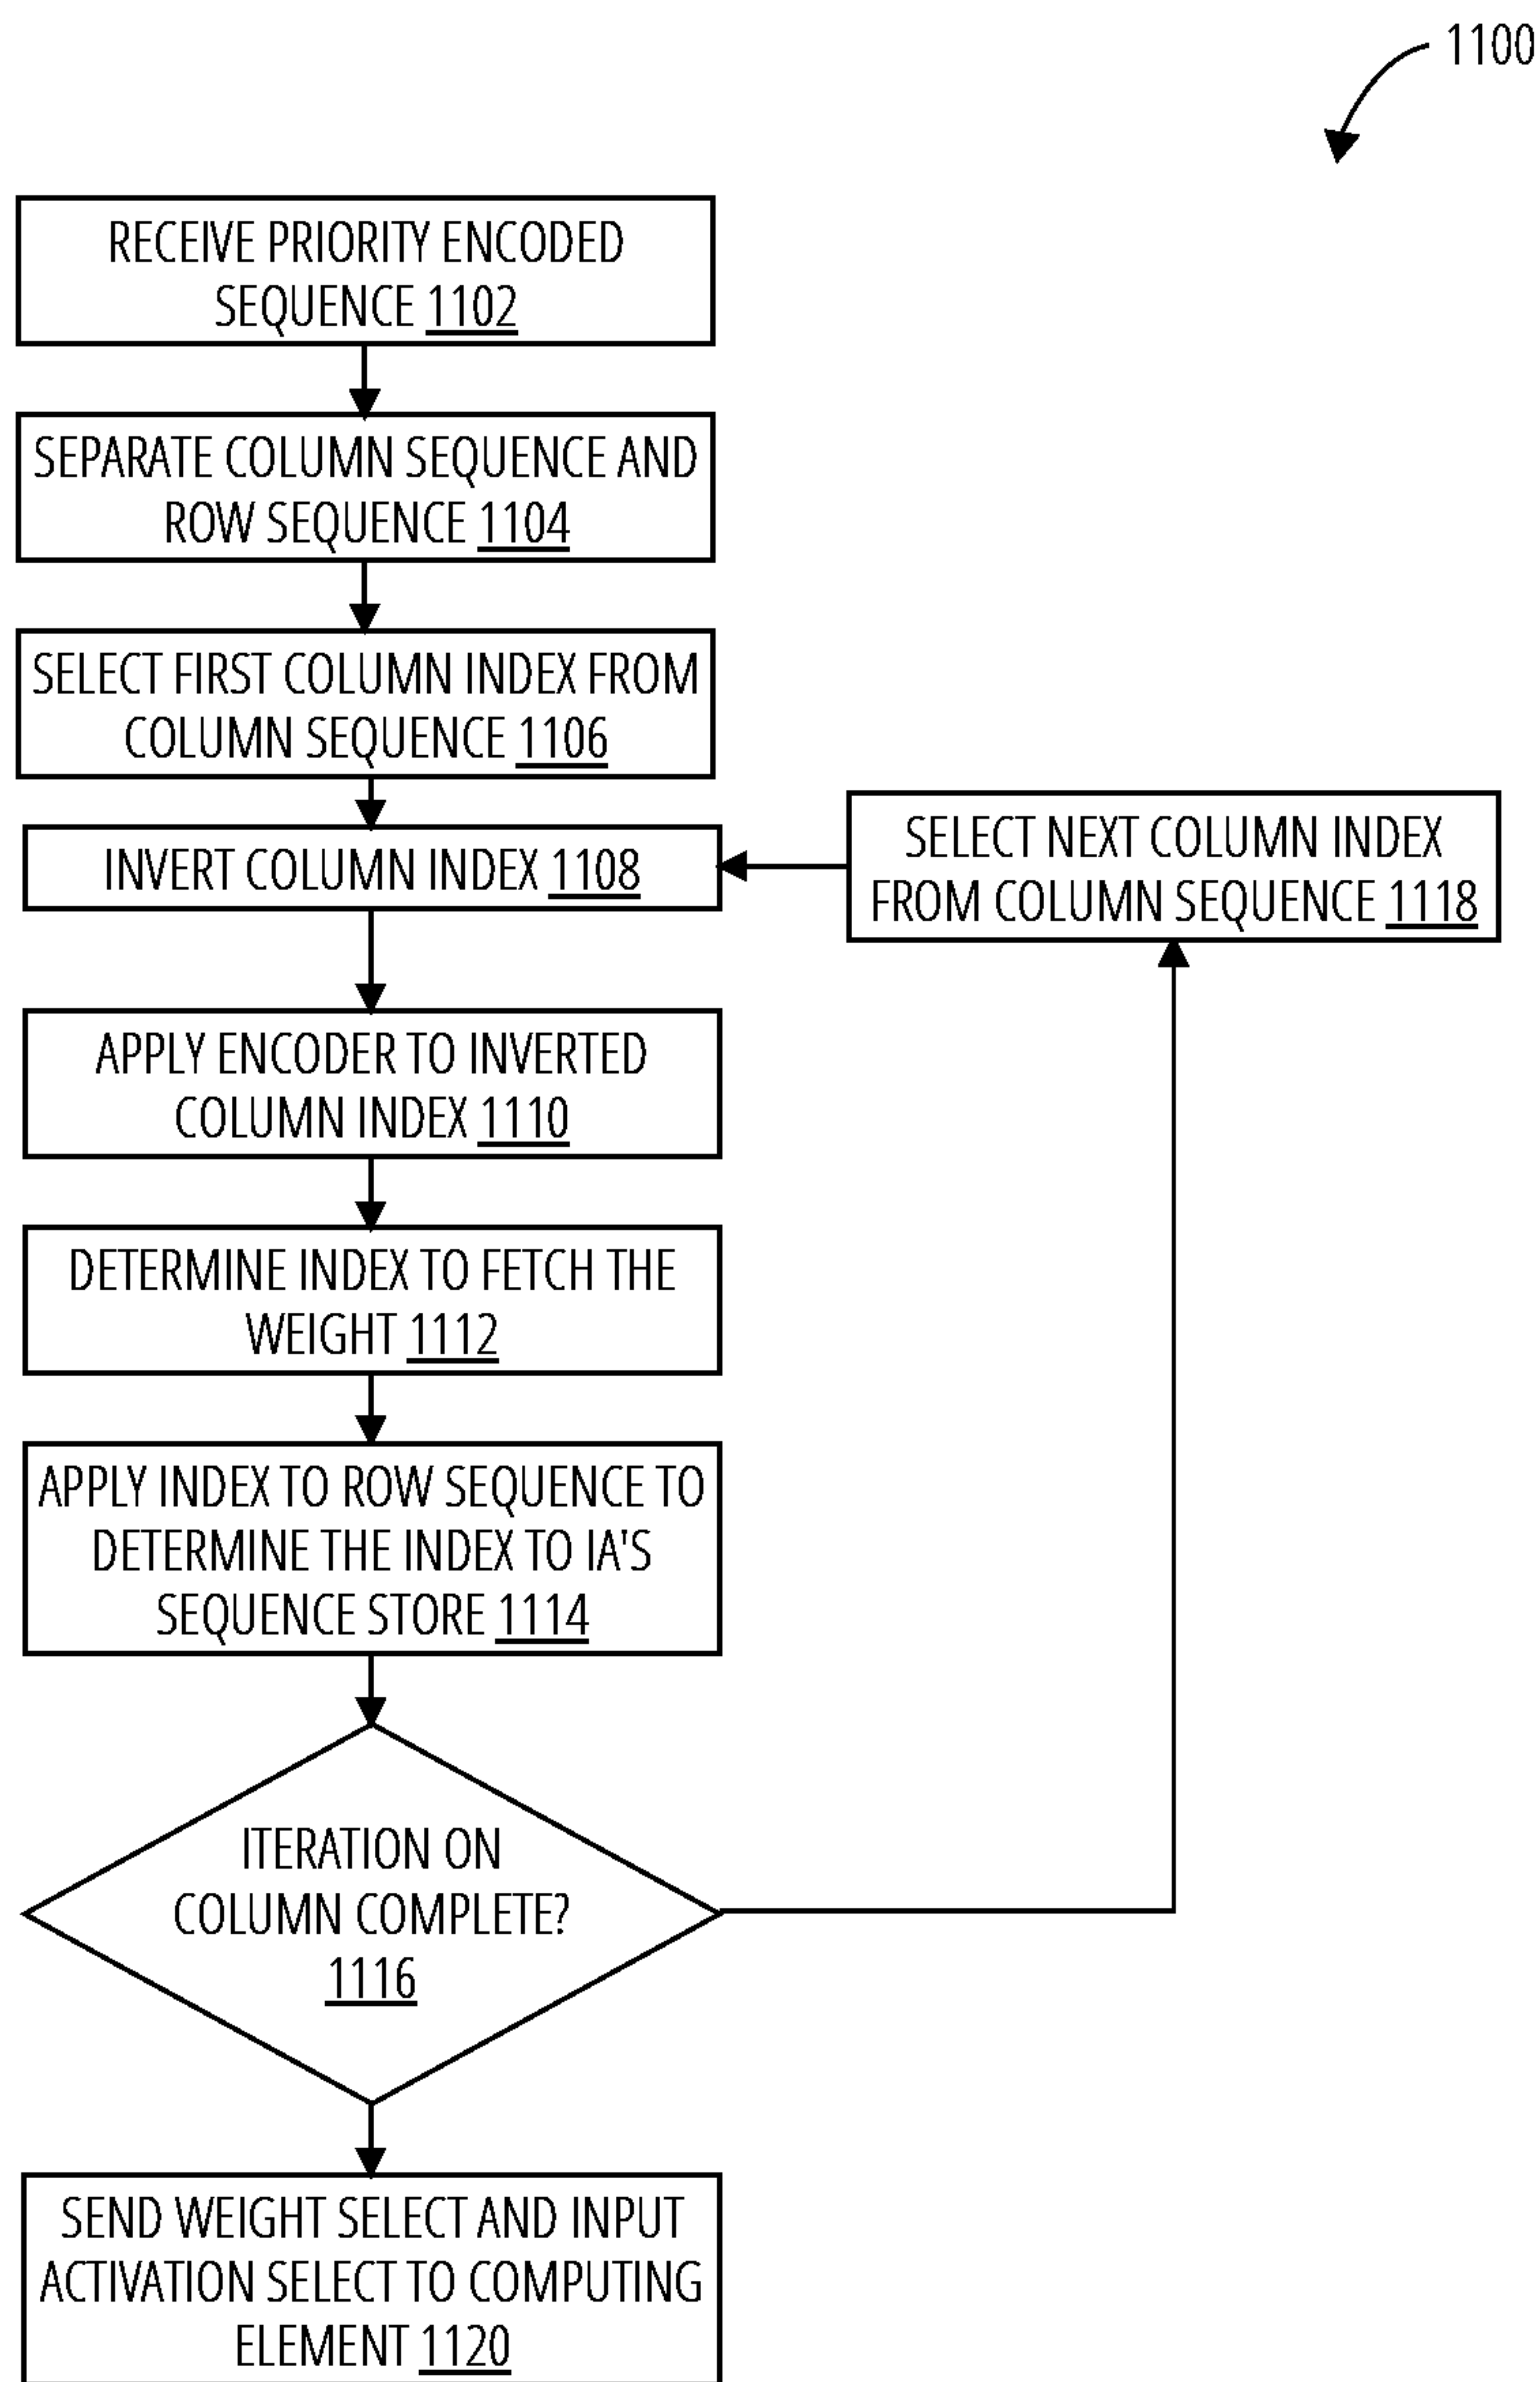 1100
RECEIVE PRIORITY ENCODED
SEQUENCE 1102
SEPARATE COLUMN SEQUENCE AND
ROW SEQUENCE 1104
SELECT FIRST COLUMN INDEX FROM
COLUMN SEQUENCE 1106
INVERT COLUMN INDEX 1108
SELECT NEXT COLUMN INDEX
FROM COLUMN SEQUENCE 1118
APPLY ENCODER TO INVERTED
COLUMN INDEX 1110
DETERMINE INDEX TO FETCH THE
WEIGHT 1112
APPLY INDEX TO ROW SEQUENCE TO
DETERMINE THE INDEX TO IA'S
SEQUENCE STORE 1114
ITERATION ON
COLUMN COMPLETE?
1116
SEND WEIGHT SELECT AND INPUT
ACTIVATION SELECT TO COMPUTING
ELEMENT 1120